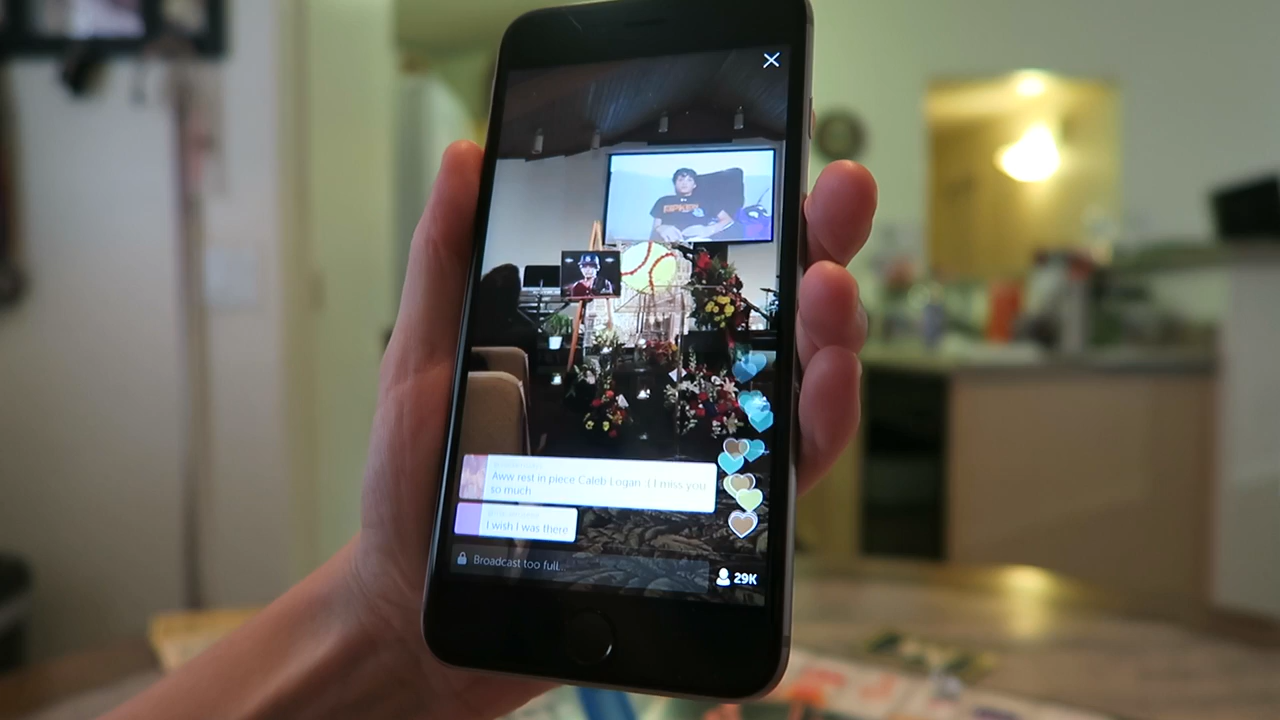 Aww rest in piece Caleb Logan :( I miss you
so much
I wish I was there
Broadcast too full..
29K